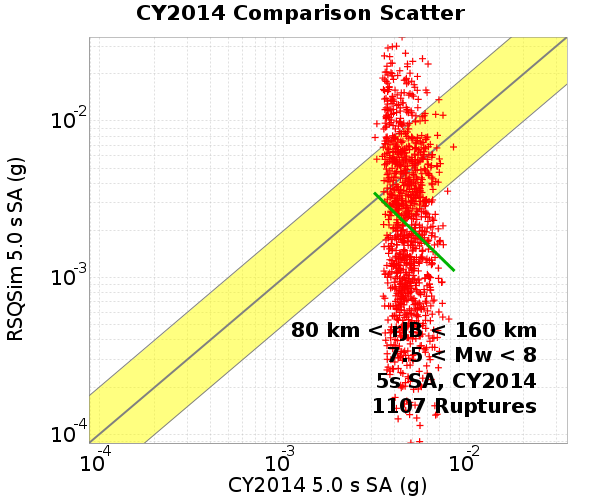 CY2014 Comparison Scatter
RSQSim 5.0 s SA (g)
10-2
10-3
10-4
80 km < rJB < 160 km
7.5 < Mw < 8
5s SA, CY2014
1107 Ruptures
10-4 10-3 10-2
CY2014 5.0 s SA (g)